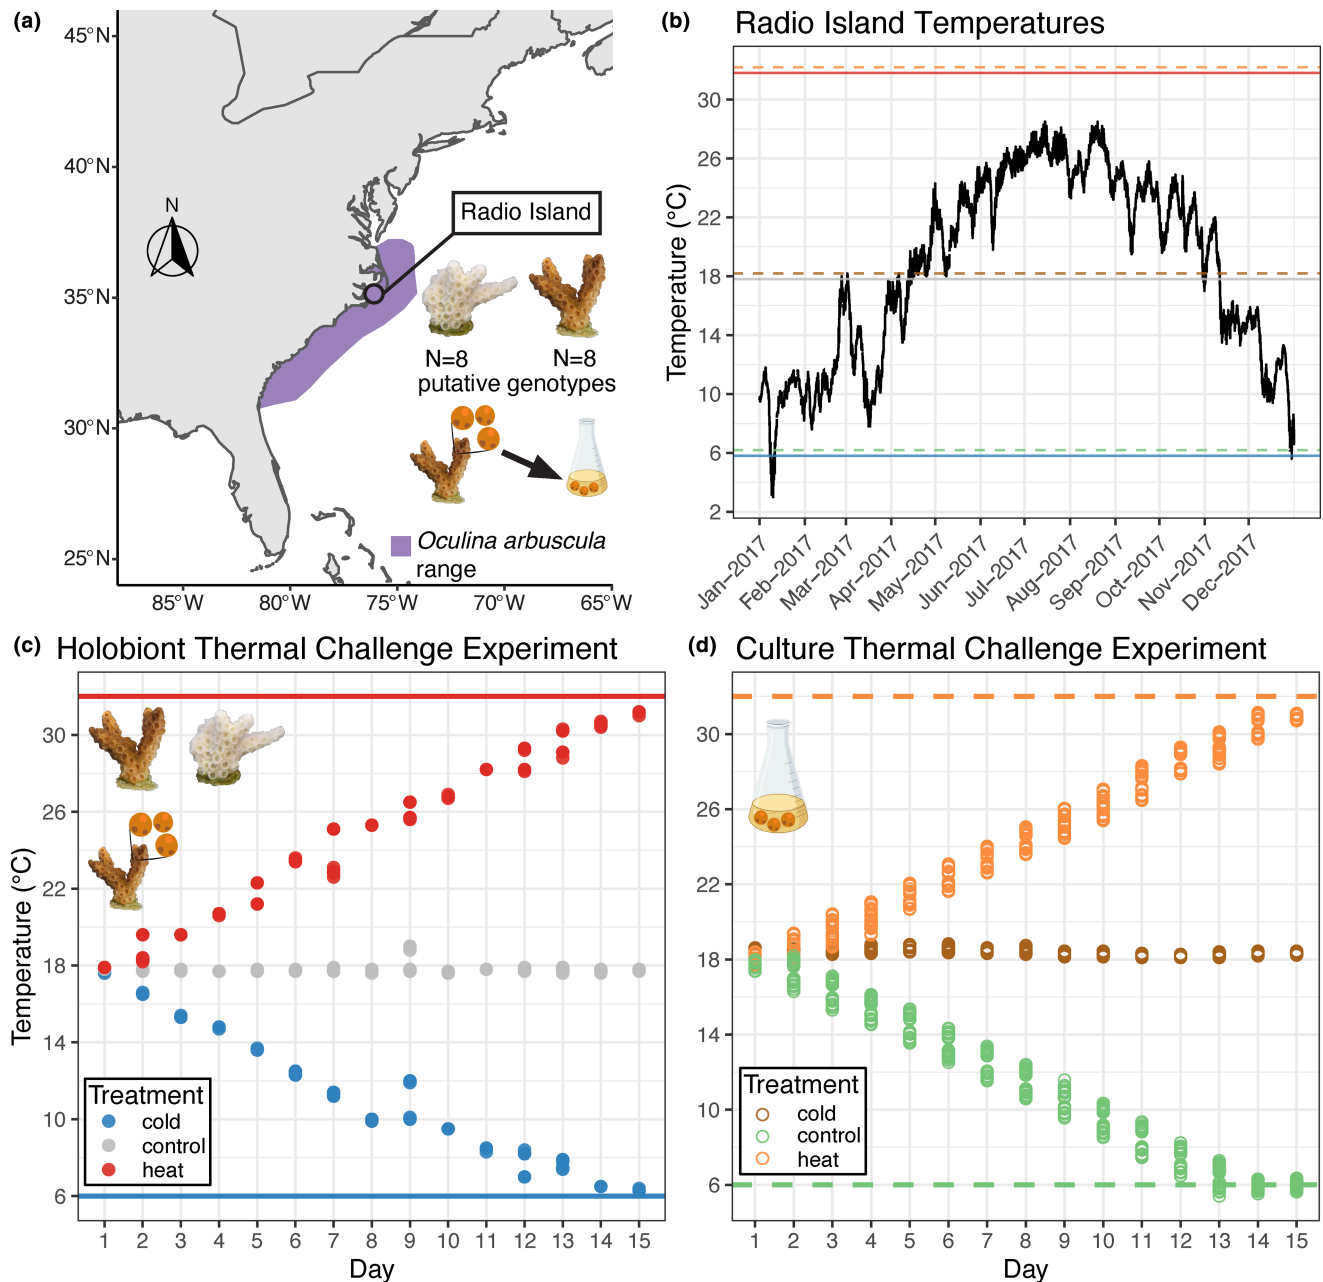 (a)
45°N
40°N
35°N
30°N
25°N
85°W
80°W
75°W
70°W
65°W
N
Radio Island
N=8
N=8
putative genotypes
Oculina arbuscula
range
(b) Radio Island Temperatures
Temperature (°C)
30
26
22
18
14
10
6
2
Jan–2017
Feb–2017
Mar–2017
Apr–2017
May–2017
Jun–2017
Jul–2017
Aug–2017
Sep–2017
Oct–2017
Nov–2017
Dec–2017
(c) Holobiont Thermal Challenge Experiment
Temperature (°C)
30
26
22
18
14
10
6
Treatment
cold
control
heat
1 2 3 4 5 6 7 8 9 10 11 12 13 14 15
Day
(d) Culture Thermal Challenge Experiment
30
26
22
18
14
10
6
Treatment
cold
control
heat
1 2 3 4 5 6 7 8 9 10 11 12 13 14 15
Day